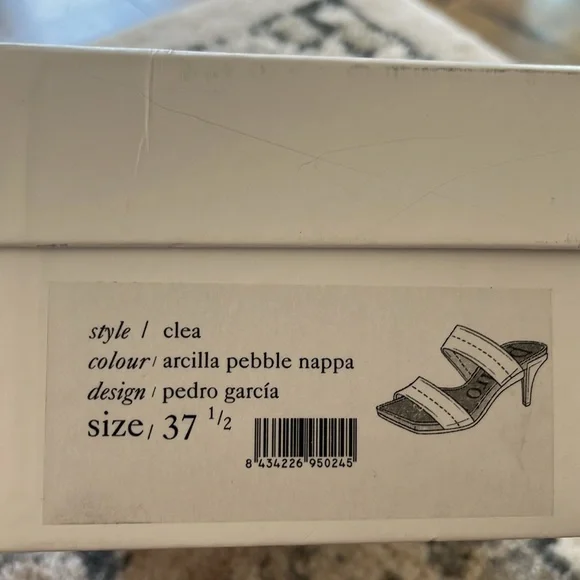 style / clea
colour / arcilla pebble nappa
design / pedro garcía
size / 37 1/2
8 434226 950245